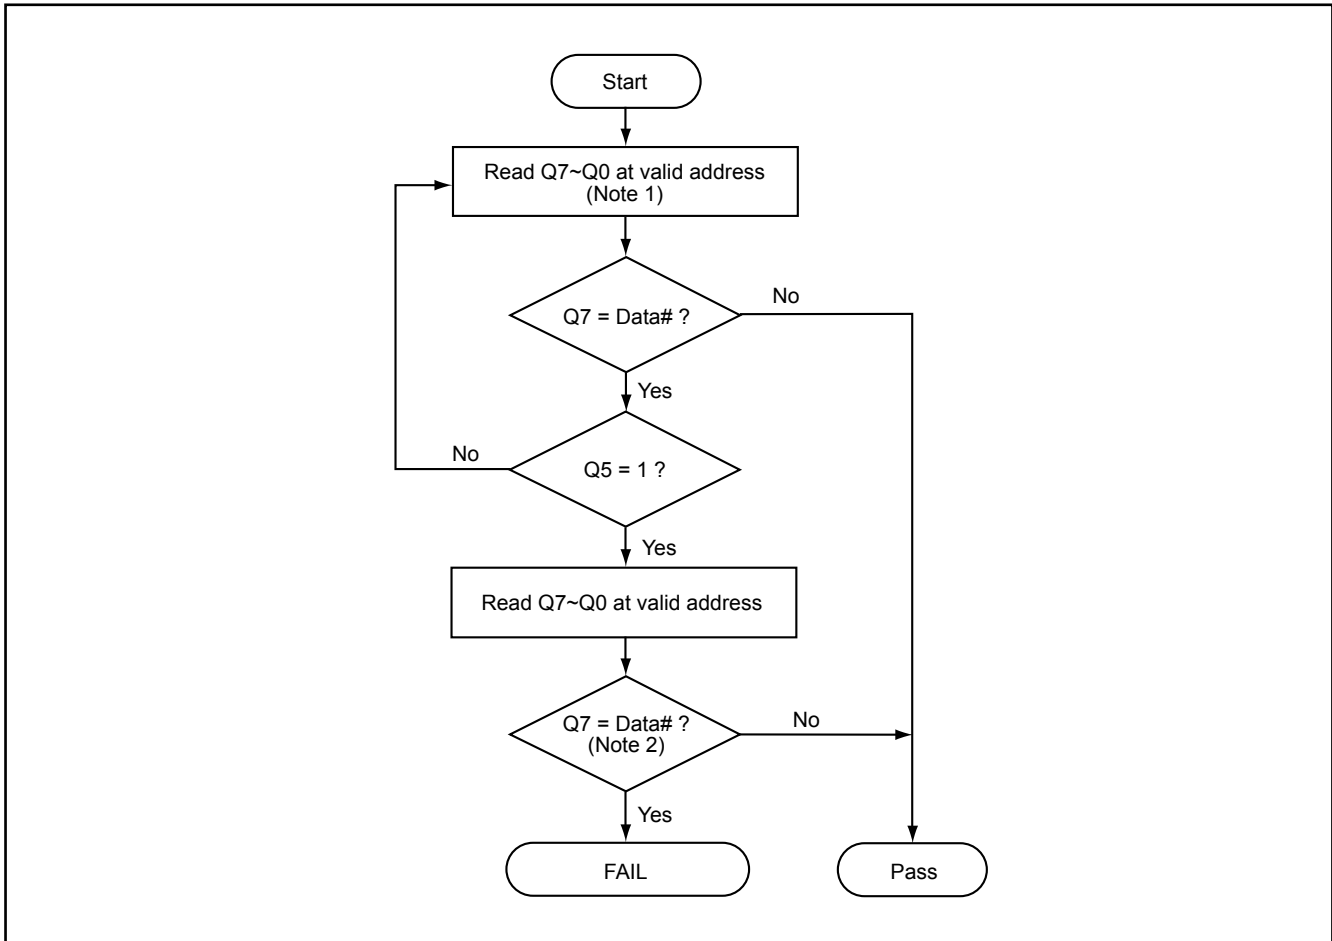 Start
Read Q7~Q0 at valid address
(Note 1)
Q7 = Data# ?
No
Yes
No
Q5 = 1 ?
Yes
Read Q7~Q0 at valid address
Q7 = Data# ?
(Note 2)
No
Yes
FAIL
Pass